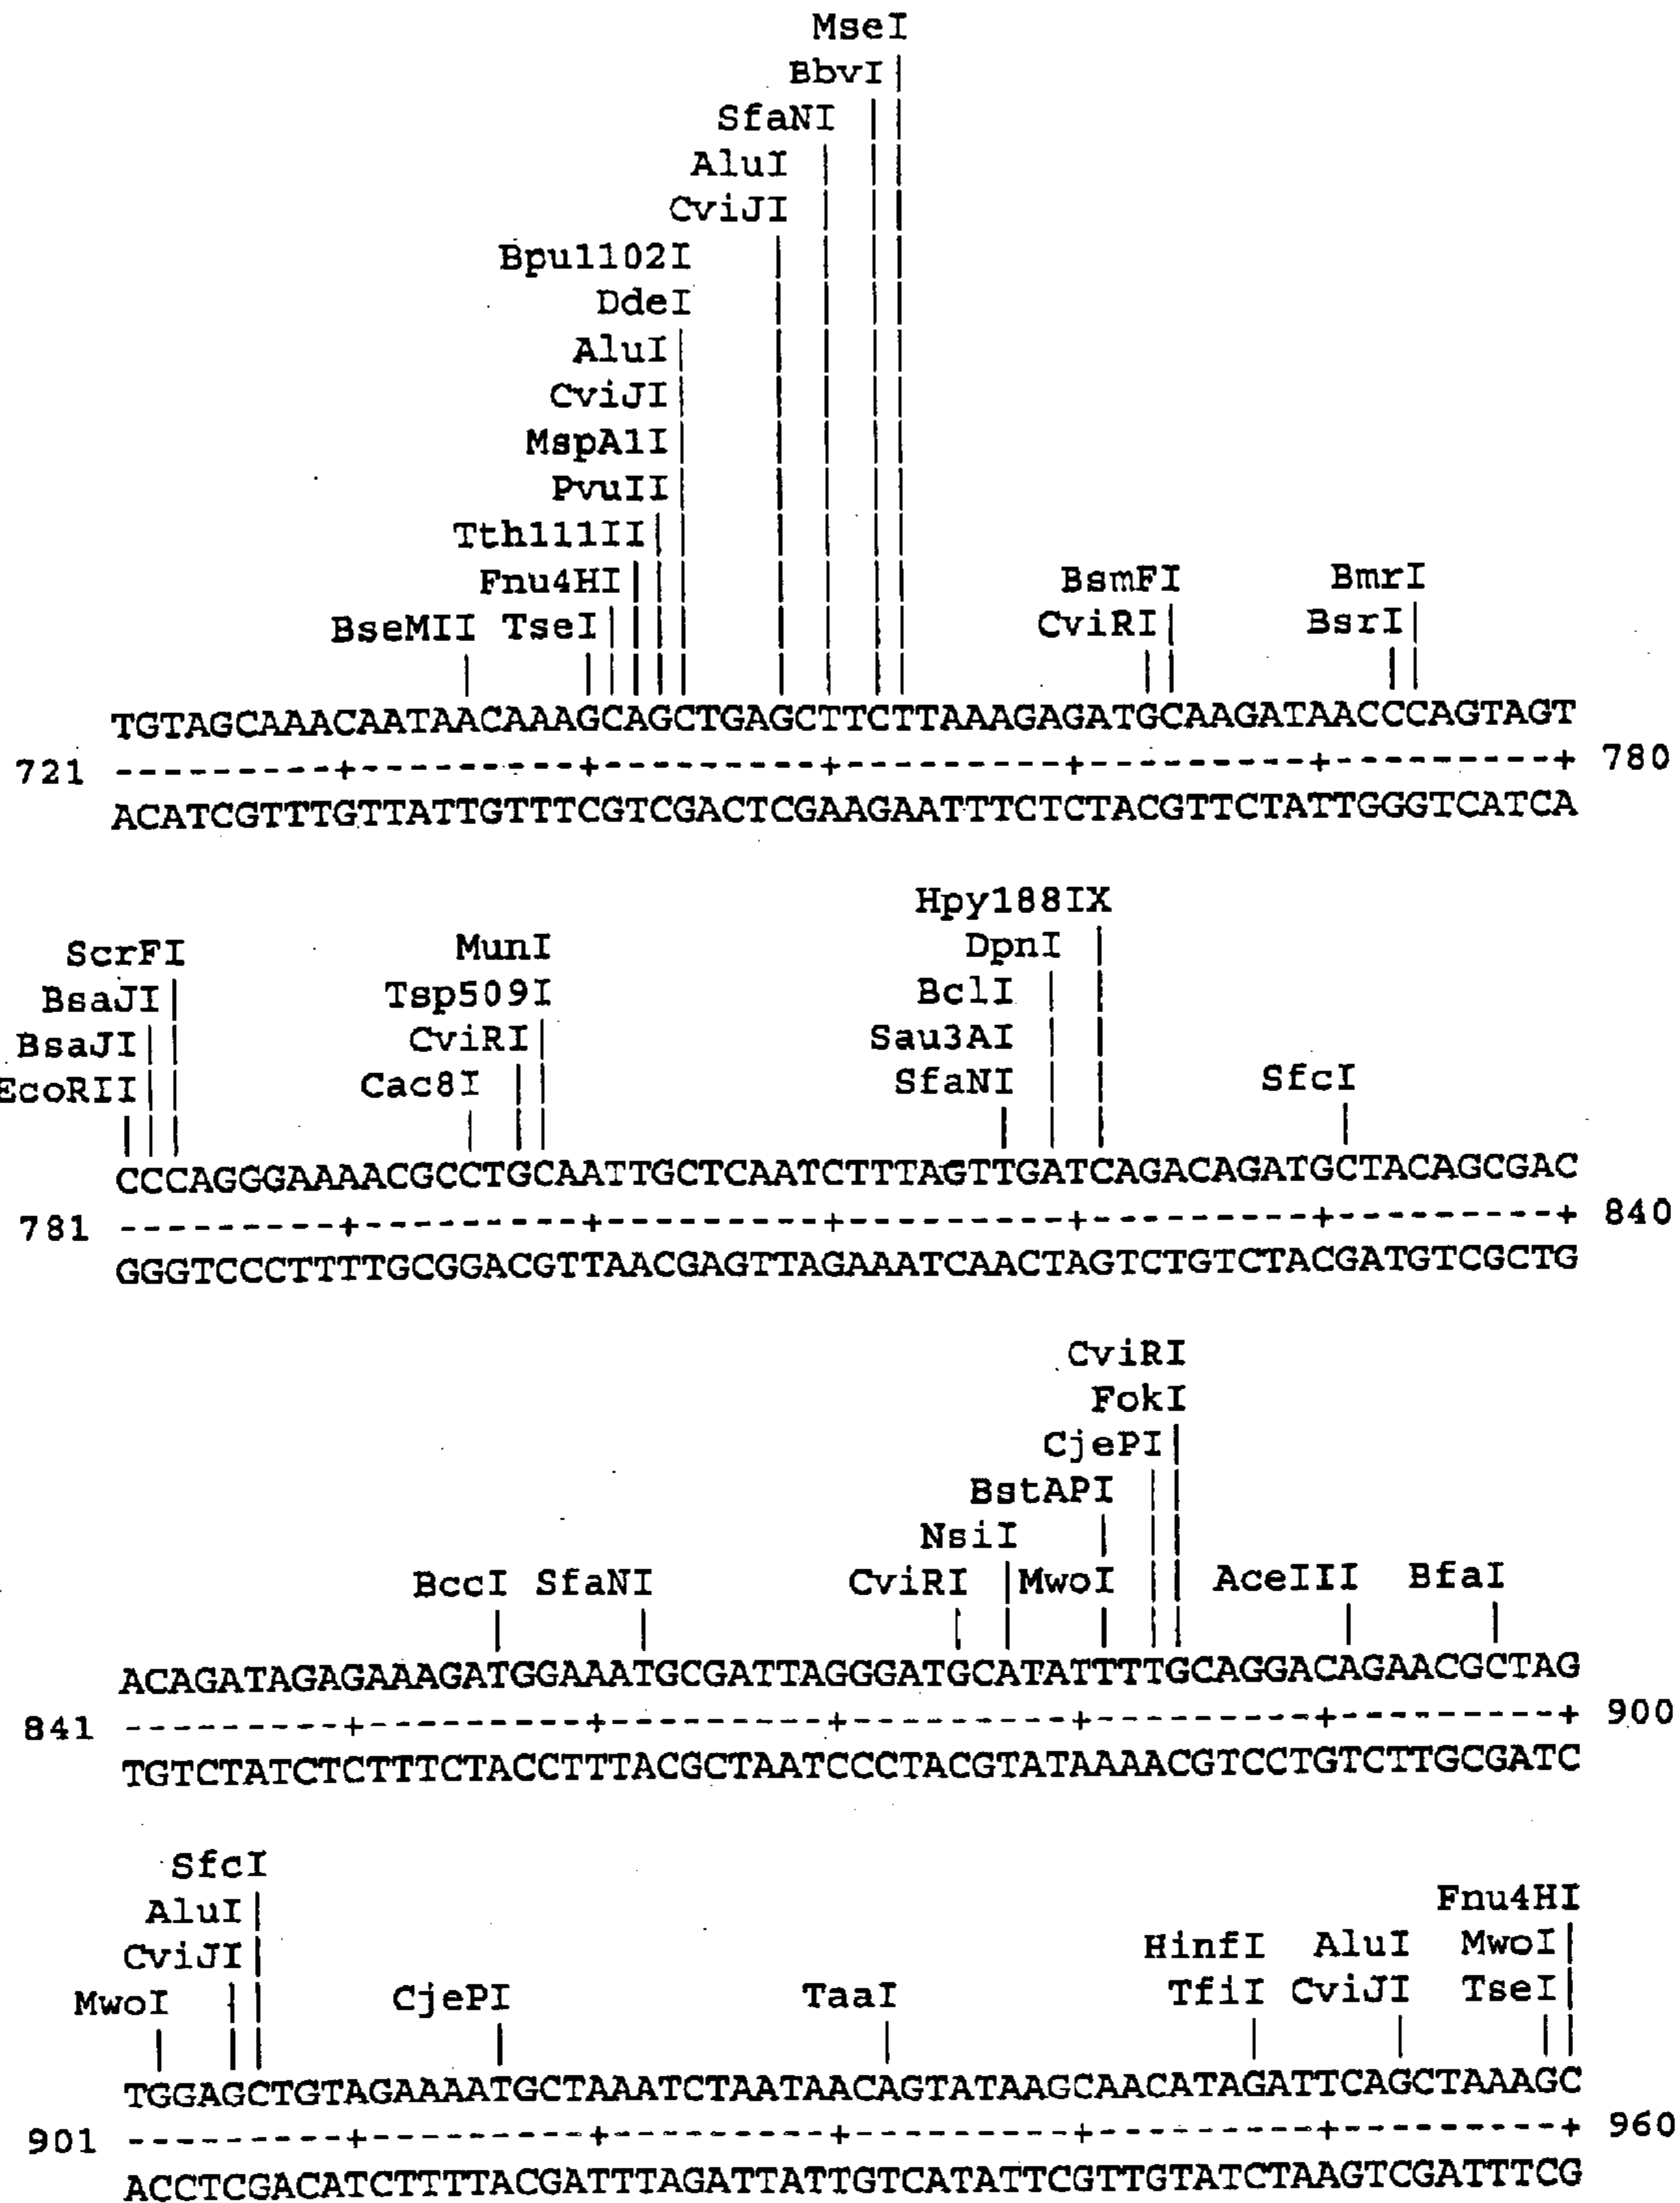 MseI
BbvI
SfaNI
AluI
CviJI
Bpu1102I
DdeI
AluI
CviJI
MspA1I
PvuII
Tth111II
Fnu4HI BsmFI BmrI
BseMII TseI CviRI BsrI
TGTAGCAAACAATAACAAAGCAGCTGAGCTTCTTAAAGAGATGCAAGATAACCCAGTAGT
721 ---------+---------+---------+---------+---------+---------+ 780
ACATCGTTTGTTATTGTTTCGTCGACTCGAAGAATTTCTCTACGTTCTATTGGGTCATCA
Hpy188IX
ScrFI MunI DpnI
BsaJI Tsp509I BclI
BsaJI CviRI Sau3AI
EcoRII Cac8I SfaNI SfcI
CCCAGGGAAAACGCCTGCAATTGCTCAATCTTTAGTTGATCAGACAGATGCTACAGCGAC
781 ---------+---------+---------+---------+---------+---------+ 840
GGGTCCCTTTTGCGGACGTTAACGAGTTAGAAATCAACTAGTCTGTCTACGATGTCGCTG
CviRI
FokI
CjePI
BstAPI
NsiI
BccI SfaNI CviRI MwoI AceIII BfaI
ACAGATAGAGAAAGATGGAAATGCGATTAGGGATGCATATTTTGCAGGACAGAACGCTAG
841 ---------+---------+---------+---------+---------+---------+ 900
TGTCTATCTCTTTCTACCTTTACGCTAATCCCTACGTATAAAACGTCCTGTCTTGCGATC
SfcI
AluI Fnu4HI
CviJI HinfI AluI MwoI
MwoI CjePI TaaI TfiI CviJI TseI
TGGAGCTGTAGAAAATGCTAAATCTAATAACAGTATAAGCAACATAGATTCAGCTAAAGC
901 ---------+---------+---------+---------+---------+---------+ 960
ACCTCGACATCTTTTACGATTTAGATTATTGTCATATTCGTTGTATCTAAGTCGATTTCG